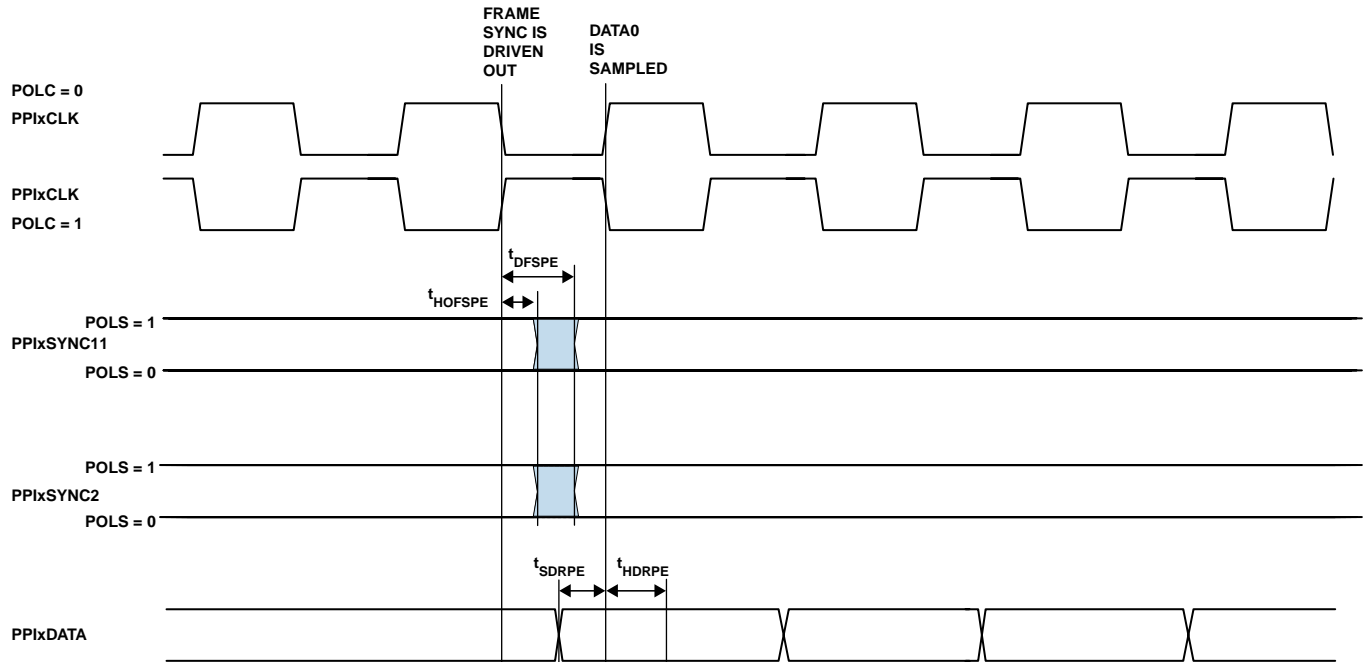 FRAME
SYNC IS
DRIVEN
OUT
DATA0
IS
SAMPLED
POLC = 0
PPIxCLK
PPIxCLK
POLC = 1
tDFSPE
tHOFSPE
POLS = 1
PPIxSYNC11
POLS = 0
POLS = 1
PPIxSYNC2
POLS = 0
tSDRPE
tHDRPE
PPIxDATA